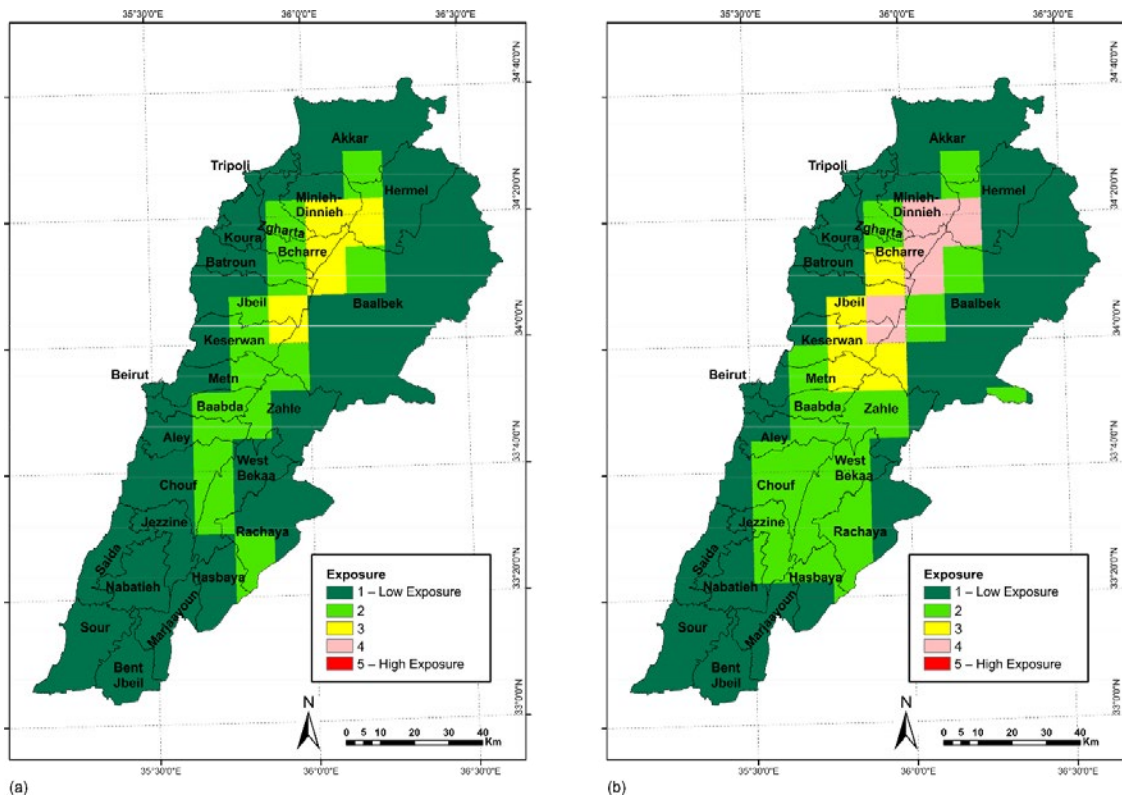 35°30'0"E 36°0'0"E 36°30'0"E
34°40'0"N
34°20'0"N
34°0'0"N
33°40'0"N
33°20'0"N
33°0'0"N
Akkar
Tripoli
Hermel
Minieh-
Dinnieh
Zgharta
Koura
Bcharre
Batroun
Jbeil
Baalbek
Keserwan
Beirut
Metn
Baabda
Zahle
Aley
West
Bekaa
Chouf
Jezzine
Rachaya
Saida
Hasbaya
Nabatieh
Marjaayoun
Sour
Bent
Jbeil
Exposure
1 – Low Exposure
2
3
4
5 – High Exposure
N
0 5 10 20 30 40
Km
35°30'0"E 36°0'0"E 36°30'0"E
(a)
35°30'0"E 36°0'0"E 36°30'0"E
34°40'0"N
34°20'0"N
34°0'0"N
33°40'0"N
33°20'0"N
33°0'0"N
Akkar
Tripoli
Hermel
Minieh-
Dinnieh
Zgharta
Koura
Bcharre
Batroun
Jbeil
Baalbek
Keserwan
Beirut
Metn
Baabda
Zahle
Aley
West
Bekaa
Chouf
Jezzine
Rachaya
Saida
Hasbaya
Nabatieh
Marjaayoun
Sour
Bent
Jbeil
Exposure
1 – Low Exposure
2
3
4
5 – High Exposure
N
0 5 10 20 30 40
Km
35°30'0"E 36°0'0"E 36°30'0"E
(b)